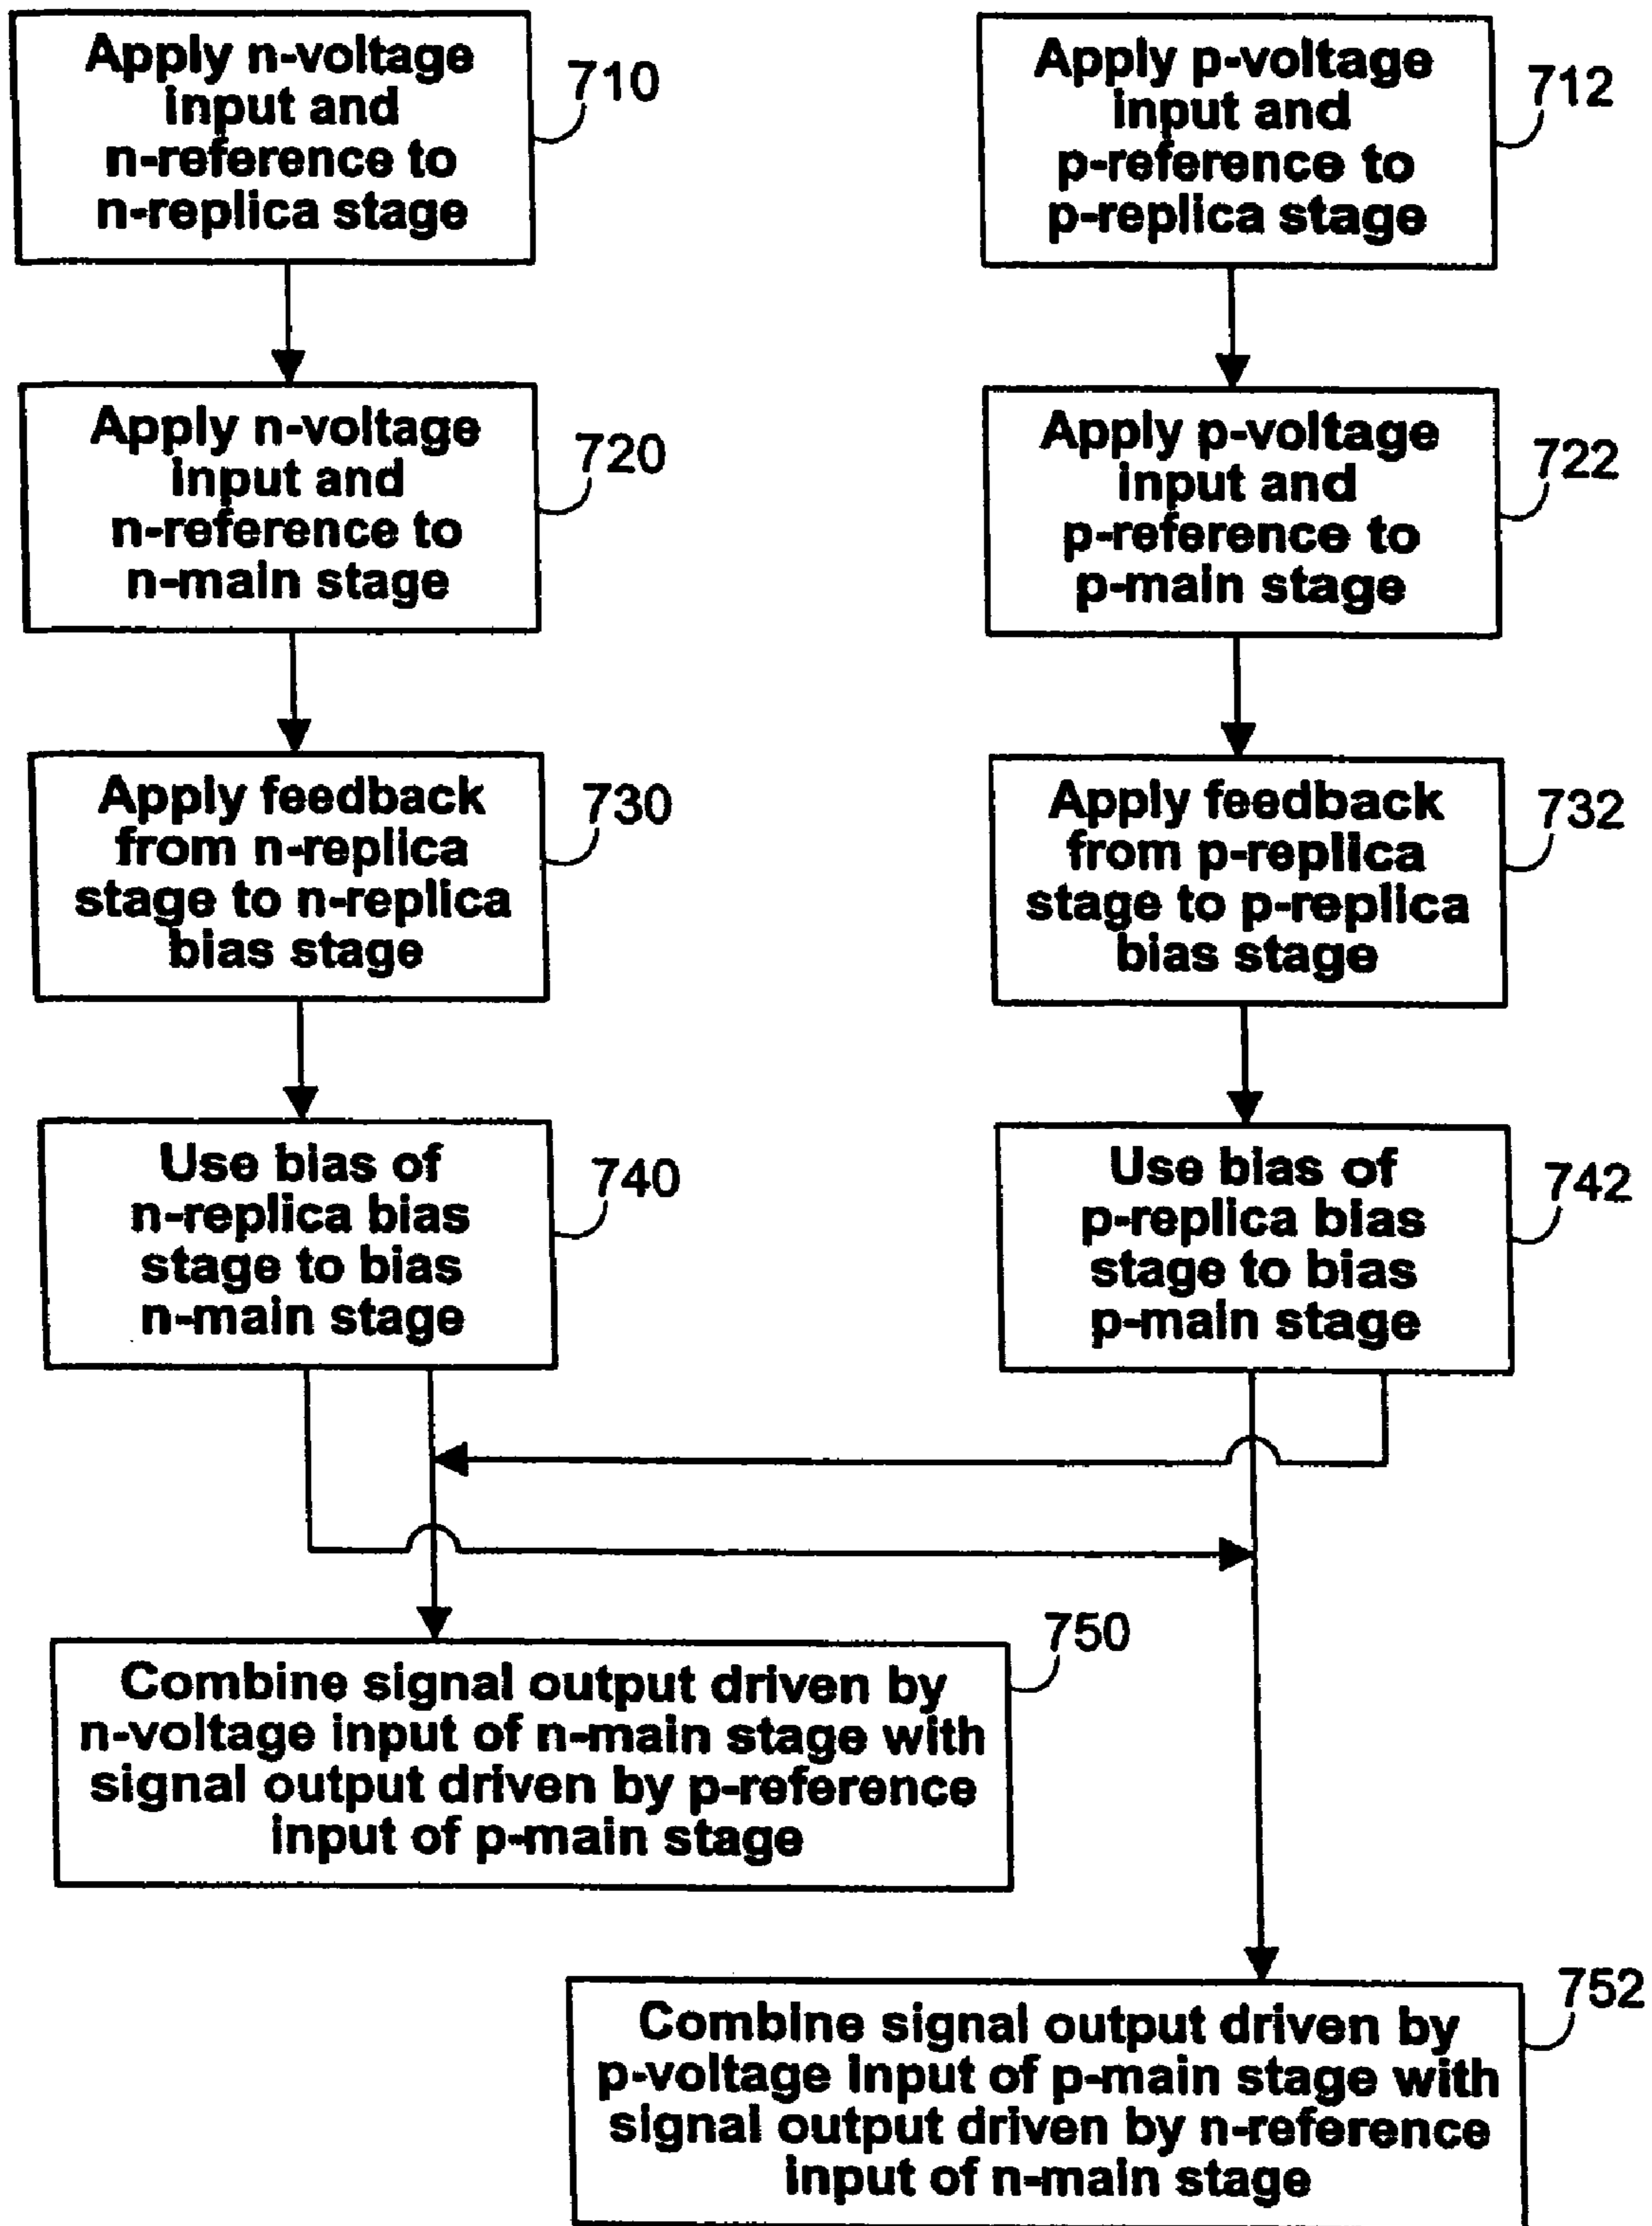 Apply n-voltage
input and
n-reference to
n-replica stage
710
Apply p-voltage
input and
p-reference to
p-replica stage
712
Apply n-voltage
input and
n-reference to
n-main stage
720
Apply p-voltage
input and
p-reference to
p-main stage
722
Apply feedback
from n-replica
stage to n-replica
bias stage
730
Apply feedback
from p-replica
stage to p-replica
bias stage
732
Use bias of
n-replica bias
stage to bias
n-main stage
740
Use bias of
p-replica bias
stage to bias
p-main stage
742
Combine signal output driven by
n-voltage input of n-main stage with
signal output driven by p-reference
input of p-main stage
750
Combine signal output driven by
p-voltage input of p-main stage with
signal output driven by n-reference
input of n-main stage
752